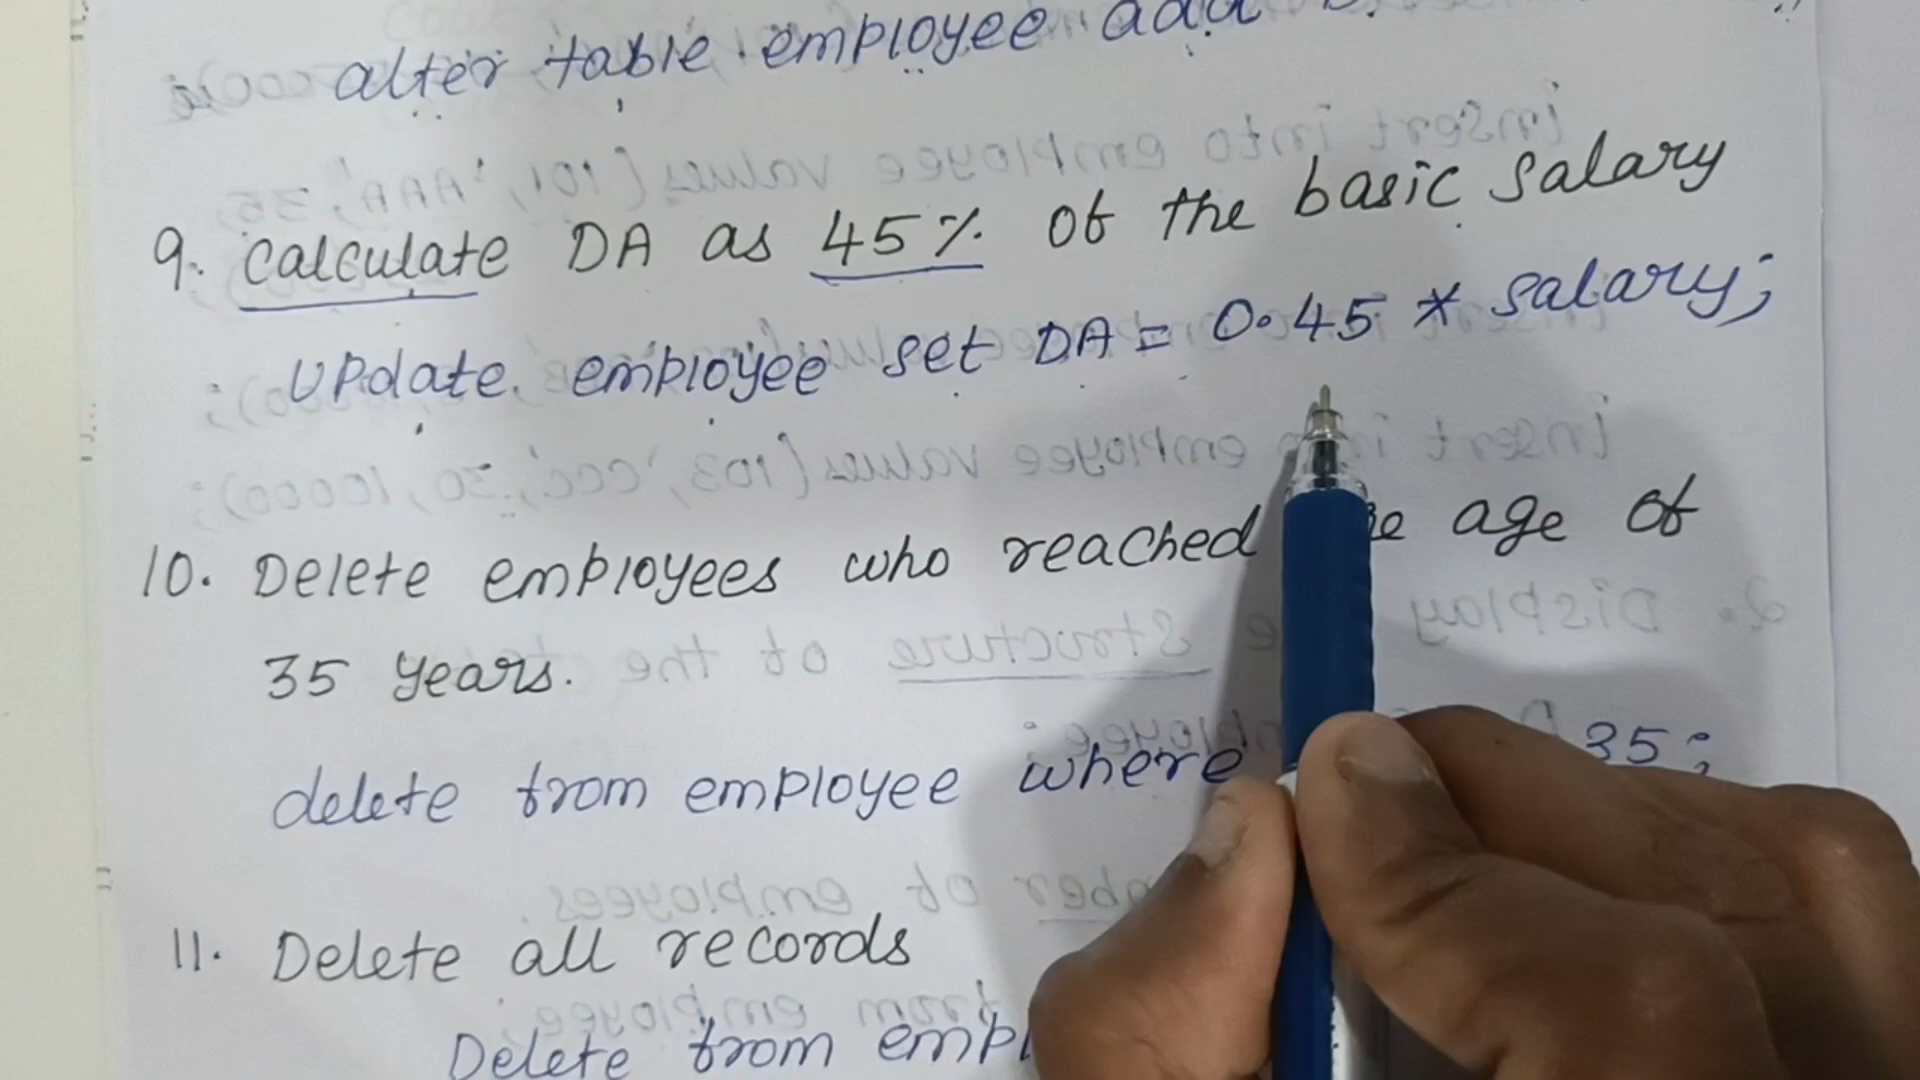 alter table employee add
9. Calculate DA as 45% of the basic salary
Update employee set DA = 0.45 * salary;
10. Delete employees who reached age of
35 years.
delete from employee where 35;
11. Delete all records
Delete from